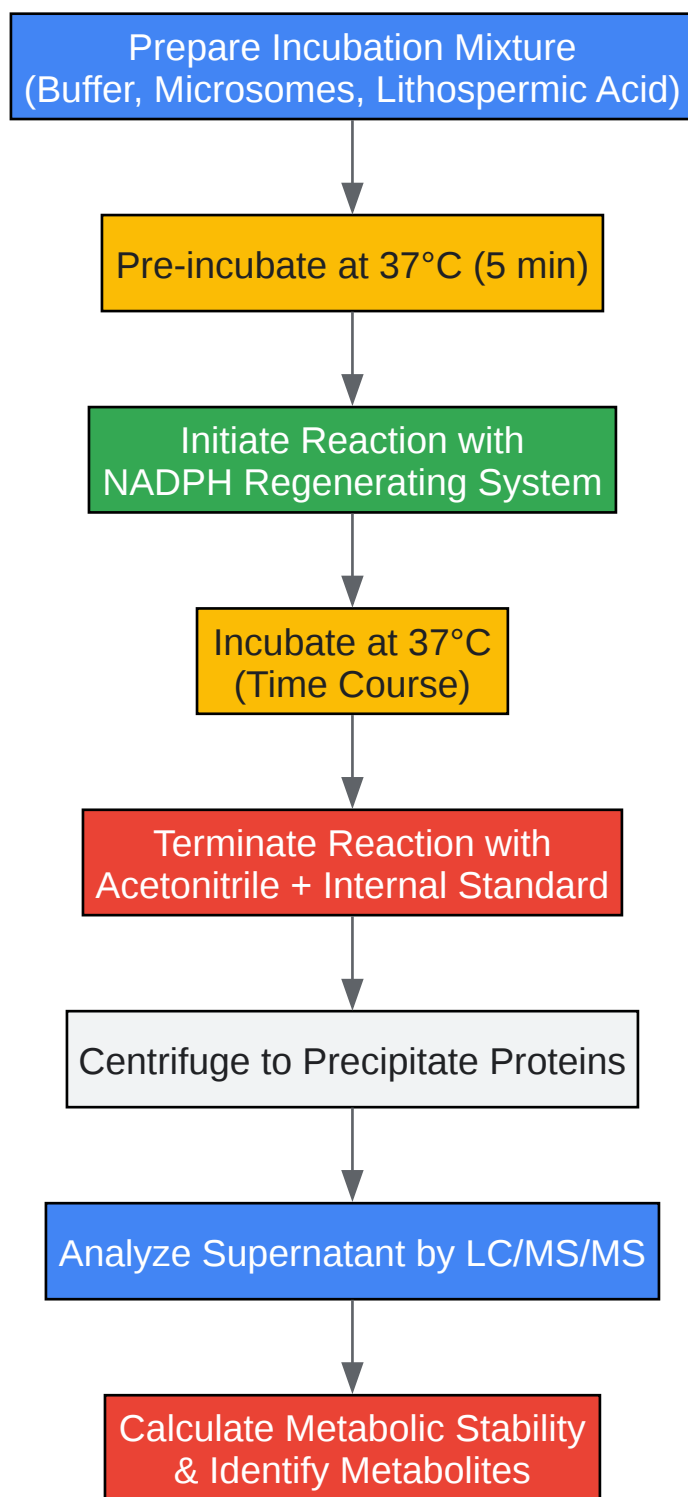 Prepare Incubation Mixture
(Buffer, Microsomes, Lithospermic Acid)
Pre-incubate at 37°C (5 min)
Initiate Reaction with
NADPH Regenerating System
Incubate at 37°C
(Time Course)
Terminate Reaction with
Acetonitrile + Internal Standard
Centrifuge to Precipitate Proteins
Analyze Supernatant by LC/MS/MS
Calculate Metabolic Stability
& Identify Metabolites